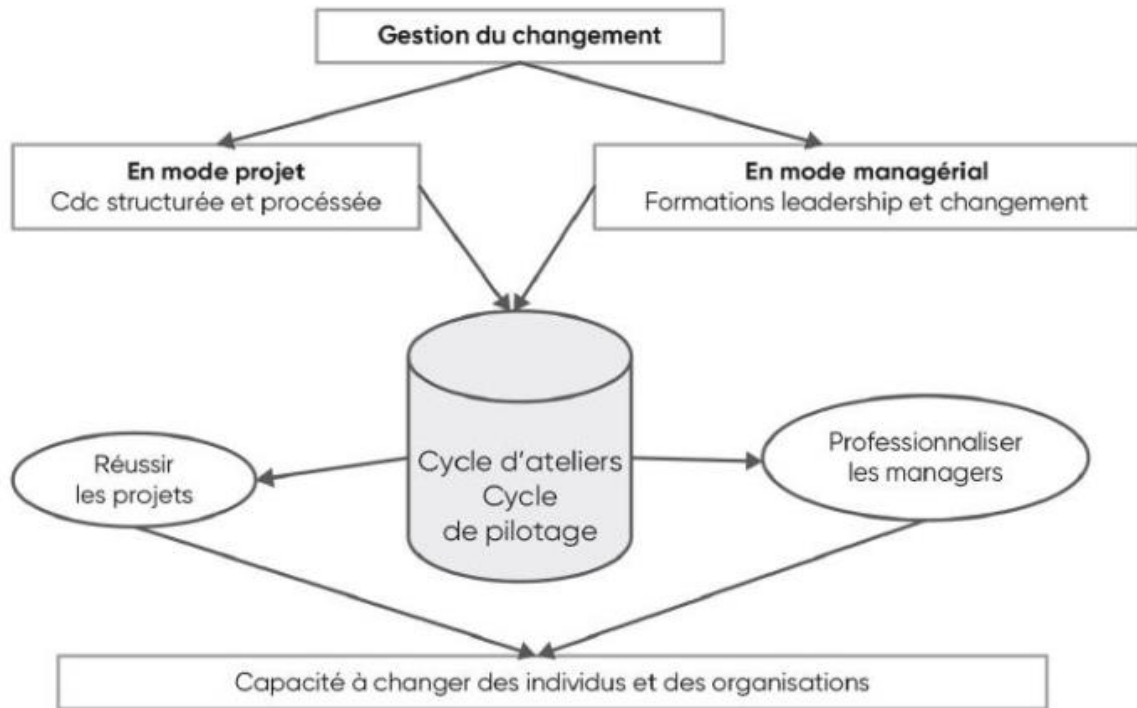 Gestion du changement
En mode projet
Cdc structurée et procéssée
En mode managérial
Formations leadership et changement
Cycle d'ateliers
Cycle
de pilotage
Réussir
les projets
Professionnaliser
les managers
Capacité à changer des individus et des organisations